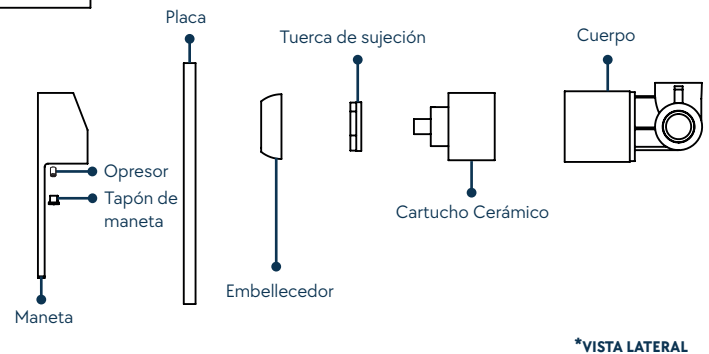 Placa
Tuerca de sujeción
Cuerpo
Opresor
Tapón de
maneta
Cartucho Cerámico
Embellecedor
Maneta
*VISTA LATERAL